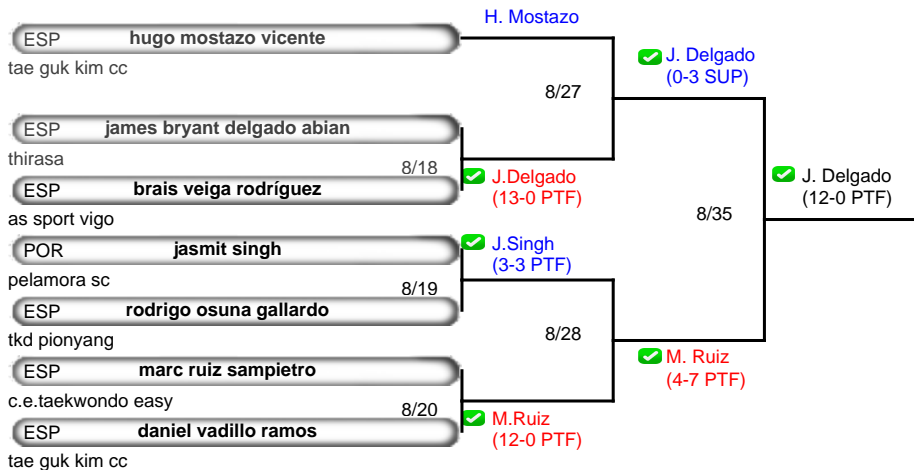 H. Mostazo
ESP hugo mostazo vicente
tae guk kim cc
J. Delgado
(0-3 SUP)
8/27
ESP james bryant delgado abian
thirasa
8/18
J.Delgado
(13-0 PTF)
ESP brais veiga rodríguez
as sport vigo
J. Delgado
(12-0 PTF)
8/35
POR jasmit singh
pelamora sc
J.Singh
(3-3 PTF)
8/19
ESP rodrigo osuna gallardo
tkd pionyang
8/28
ESP marc ruiz sampietro
c.e.taekwondo easy
M. Ruiz
(4-7 PTF)
8/20
M.Ruiz
(12-0 PTF)
ESP daniel vadillo ramos
tae guk kim cc